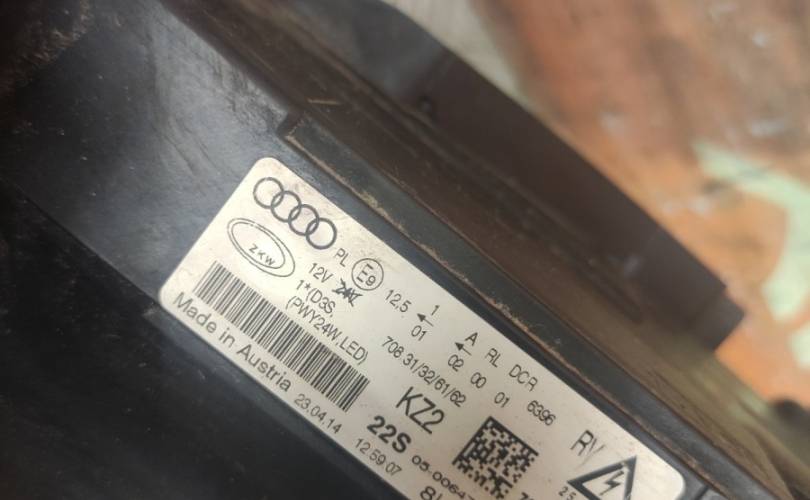 ZKW
PL E9 12,5 1 A RL DCR
12V 24V 01 02 00 01 6396
1*(D3S, 708 31/32/61/62
(PWY24W,LED)
KZ2 RV
Made in Austria 22S
23.04.14 12.59.07